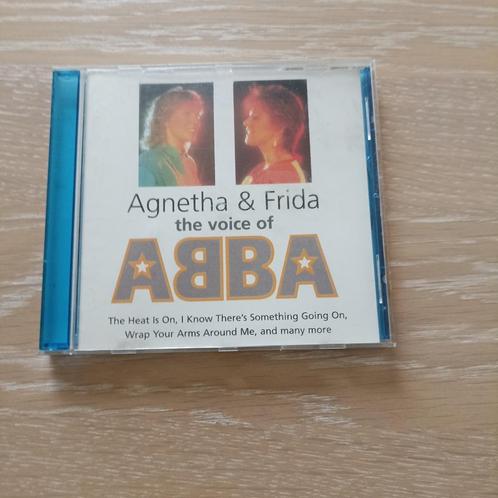 Agnetha & Frida
the voice of
ABBA
The Heat Is On, I Know There's Something Going On,
Wrap Your Arms Around Me, and many more